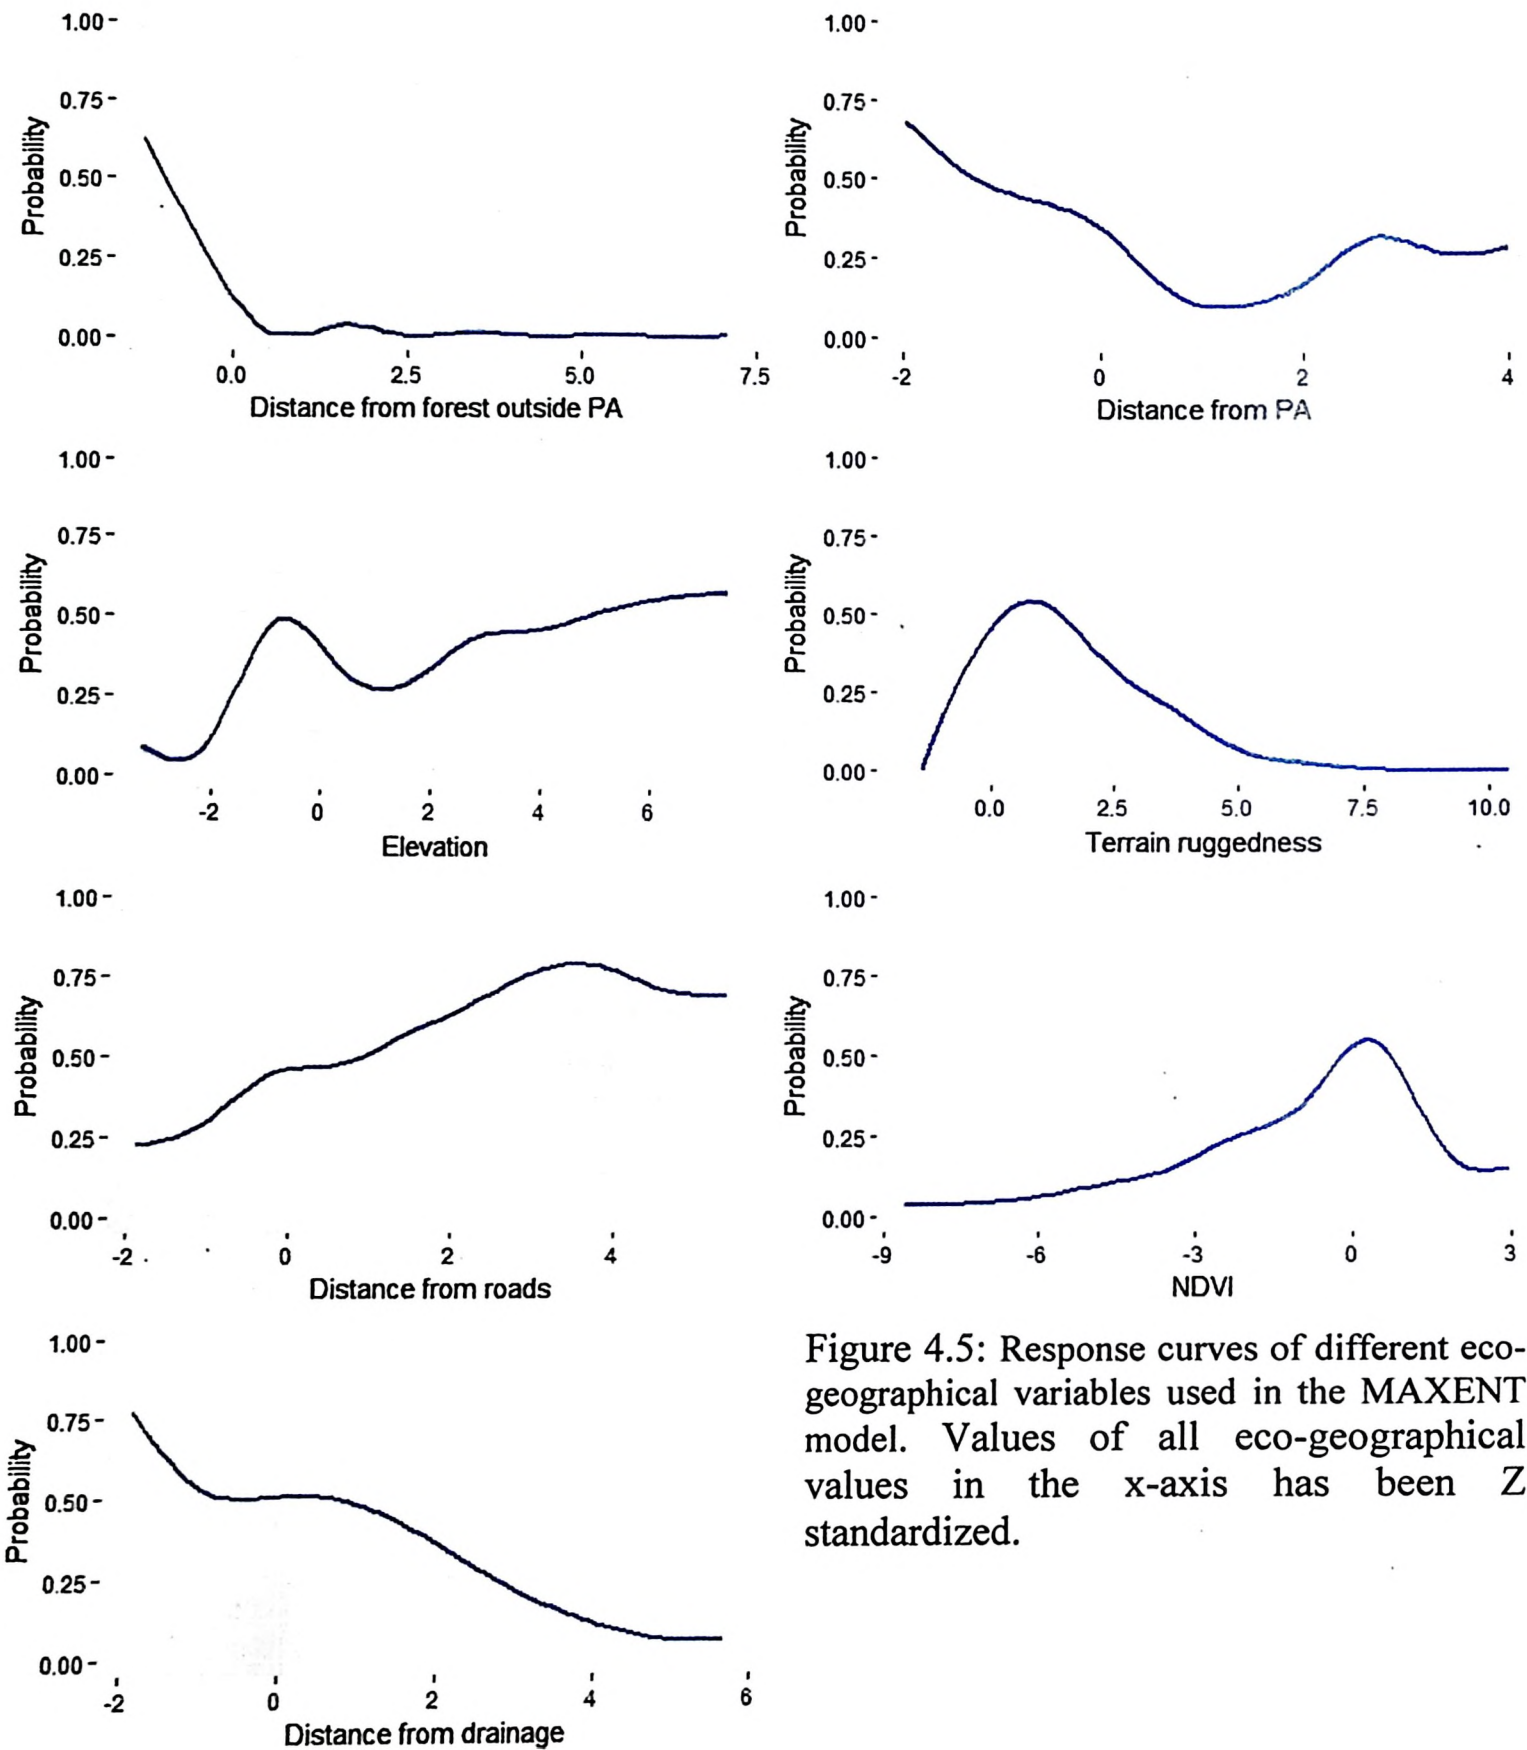 1.00
0.75
0.50
0.25
0.00
Probability
0.0 2.5 5.0 7.5
Distance from forest outside PA
1.00
0.75
0.50
0.25
0.00
Probability
-2 0 2 4
Distance from PA
1.00
0.75
0.50
0.25
0.00
Probability
-2 0 2 4 6
Elevation
1.00
0.75
0.50
0.25
0.00
Probability
0.0 2.5 5.0 7.5 10.0
Terrain ruggedness
1.00
0.75
0.50
0.25
0.00
Probability
-2 0 2 4
Distance from roads
1.00
0.75
0.50
0.25
0.00
Probability
-9 -6 -3 0 3
NDVI
1.00
0.75
0.50
0.25
0.00
Probability
-2 0 2 4 6
Distance from drainage
Figure 4.5: Response curves of different eco-
geographical variables used in the MAXENT
model. Values of all eco-geographical
values in the x-axis has been Z
standardized.